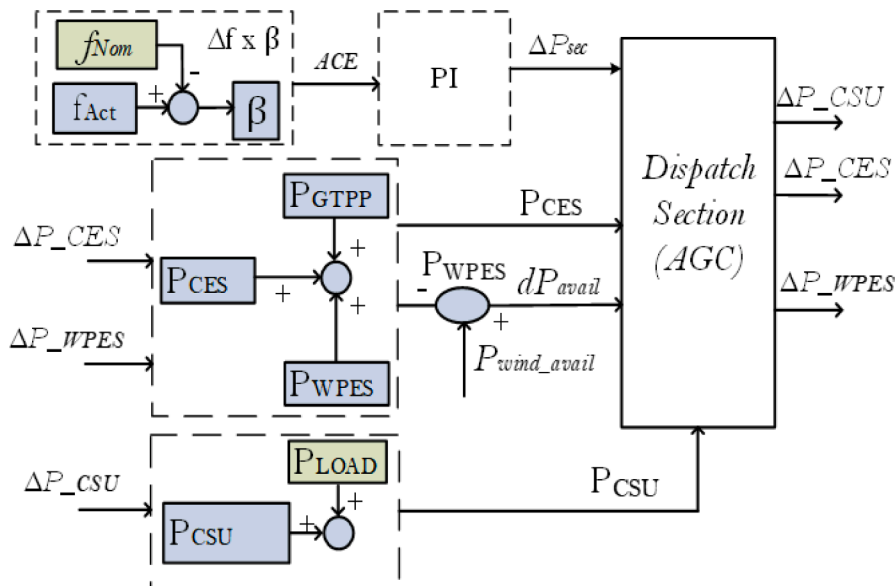 fNom
Δf x β
fAct
+
-
β
ACE
PI
ΔPsec
Dispatch
Section
(AGC)
ΔP_CSU
ΔP_CES
ΔP_WPES
ΔP_CES
ΔP_WPES
PGTPP
+
PCES
+
+
PWPES
PCES
PWPES
-
+
dPavail
Pwind_avail
ΔP_CSU
PLOAD
+
PCSU
+
PCSU